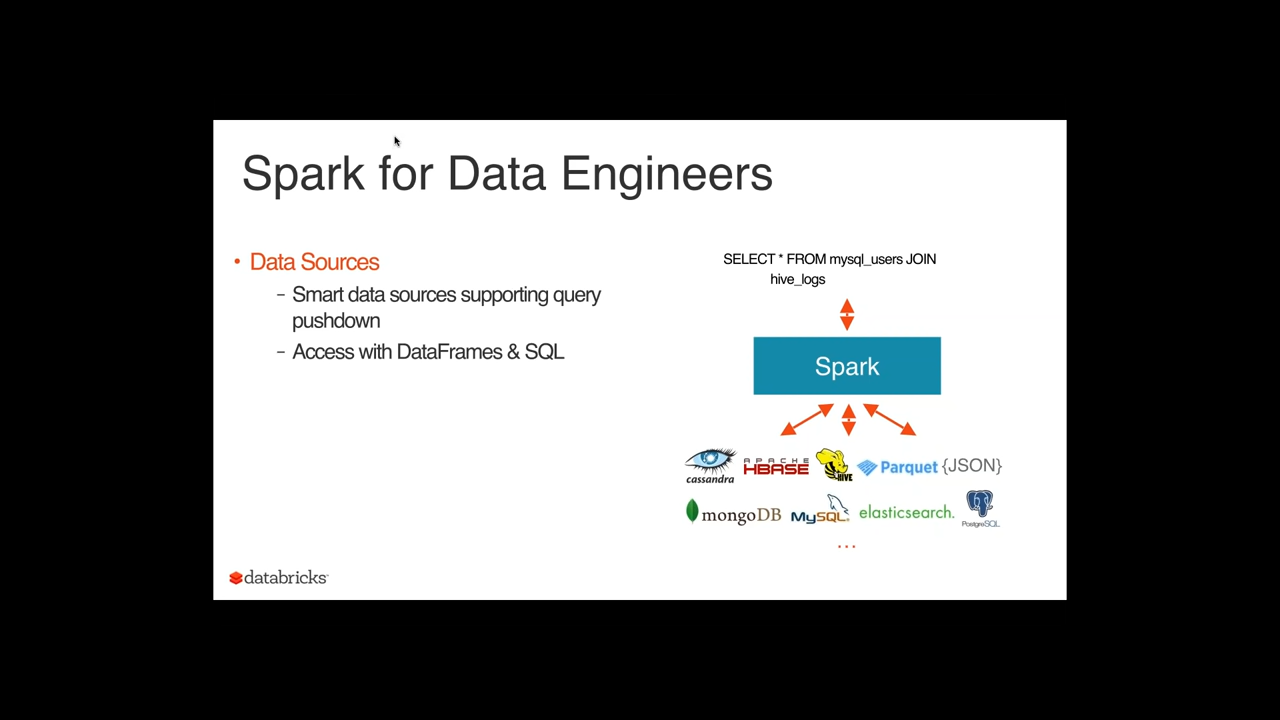 Spark for Data Engineers
• Data Sources
– Smart data sources supporting query
pushdown
– Access with DataFrames & SQL
SELECT * FROM mysql_users JOIN
hive_logs
Spark
cassandra APACHE HBASE HIVE Parquet {JSON}
mongoDB MySQL elasticsearch. PostgreSQL
...
databricks